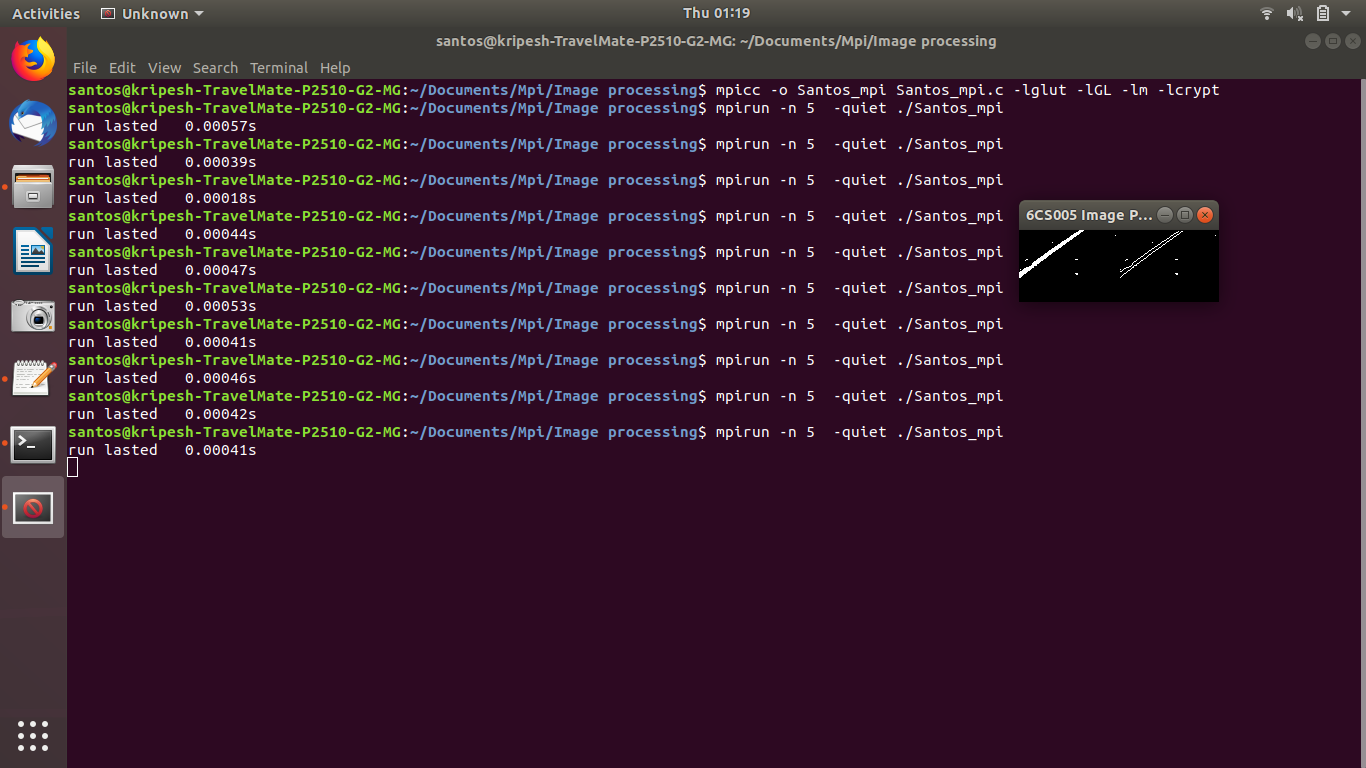 Activities Unknown Thu 01:19
santos@kripesh-TravelMate-P2510-G2-MG: ~/Documents/Mpi/Image processing
File Edit View Search Terminal Help
santos@kripesh-TravelMate-P2510-G2-MG:~/Documents/Mpi/Image processing$ mpicc -o Santos_mpi Santos_mpi.c -lglut -lGL -lm -lcrypt
santos@kripesh-TravelMate-P2510-G2-MG:~/Documents/Mpi/Image processing$ mpirun -n 5  -quiet ./Santos_mpi
run lasted   0.00057s
santos@kripesh-TravelMate-P2510-G2-MG:~/Documents/Mpi/Image processing$ mpirun -n 5  -quiet ./Santos_mpi
run lasted   0.00039s
santos@kripesh-TravelMate-P2510-G2-MG:~/Documents/Mpi/Image processing$ mpirun -n 5  -quiet ./Santos_mpi
run lasted   0.00018s
santos@kripesh-TravelMate-P2510-G2-MG:~/Documents/Mpi/Image processing$ mpirun -n 5  -quiet ./Santos_mpi
run lasted   0.00044s
santos@kripesh-TravelMate-P2510-G2-MG:~/Documents/Mpi/Image processing$ mpirun -n 5  -quiet ./Santos_mpi
run lasted   0.00047s
santos@kripesh-TravelMate-P2510-G2-MG:~/Documents/Mpi/Image processing$ mpirun -n 5  -quiet ./Santos_mpi
run lasted   0.00053s
santos@kripesh-TravelMate-P2510-G2-MG:~/Documents/Mpi/Image processing$ mpirun -n 5  -quiet ./Santos_mpi
run lasted   0.00041s
santos@kripesh-TravelMate-P2510-G2-MG:~/Documents/Mpi/Image processing$ mpirun -n 5  -quiet ./Santos_mpi
run lasted   0.00046s
santos@kripesh-TravelMate-P2510-G2-MG:~/Documents/Mpi/Image processing$ mpirun -n 5  -quiet ./Santos_mpi
run lasted   0.00042s
santos@kripesh-TravelMate-P2510-G2-MG:~/Documents/Mpi/Image processing$ mpirun -n 5  -quiet ./Santos_mpi
run lasted   0.00041s
6CS005 Image P...